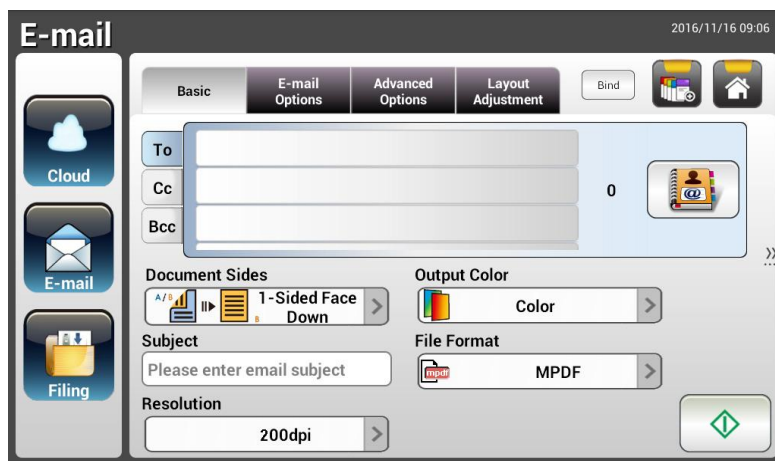 E-mail
2016/11/16 09:06
Basic
E-mail
Options
Advanced
Options
Layout
Adjustment
Bind
Cloud
E-mail
Filing
To
Cc
Bcc
0
@
Document Sides
A/B
B
1-Sided Face
Down
Output Color
Color
Subject
Please enter email subject
File Format
mpdf
MPDF
Resolution
200dpi